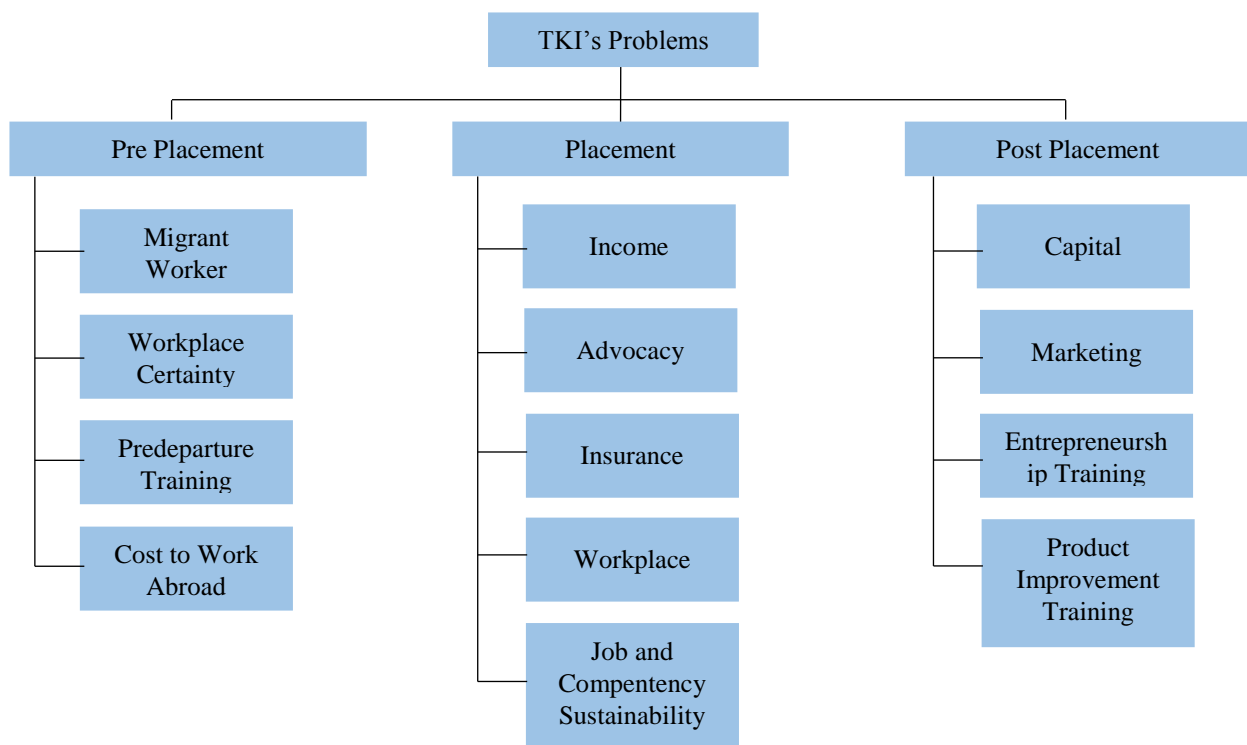 TKI’s Problems
Pre Placement
Migrant
Worker
Workplace
Certainty
Predeparture
Training
Cost to Work
Abroad
Placement
Income
Advocacy
Insurance
Workplace
Job and
Compentency
Sustainability
Post Placement
Capital
Marketing
Entrepreneursh
ip Training
Product
Improvement
Training